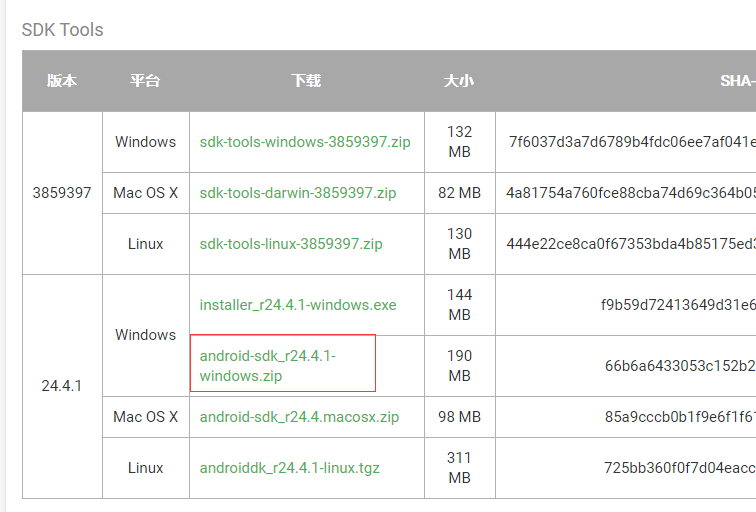 SDK Tools
版本 平台 下载 大小 SHA-
3859397 Windows sdk-tools-windows-3859397.zip 132 MB 7f6037d3a7d6789b4fdc06ee7af041e
Mac OS X sdk-tools-darwin-3859397.zip 82 MB 4a81754a760fce88cba74d69c364b05
Linux sdk-tools-linux-3859397.zip 130 MB 444e22ce8ca0f67353bda4b85175ed3
24.4.1 Windows installer_r24.4.1-windows.exe 144 MB f9b59d72413649d31e6
android-sdk_r24.4.1-
windows.zip 190 MB 66b6a6433053c152b2
Mac OS X android-sdk_r24.4.macosx.zip 98 MB 85a9cccb0b1f9e6f1f61
Linux androiddk_r24.4.1-linux.tgz 311 MB 725bb360f0f7d04eacc